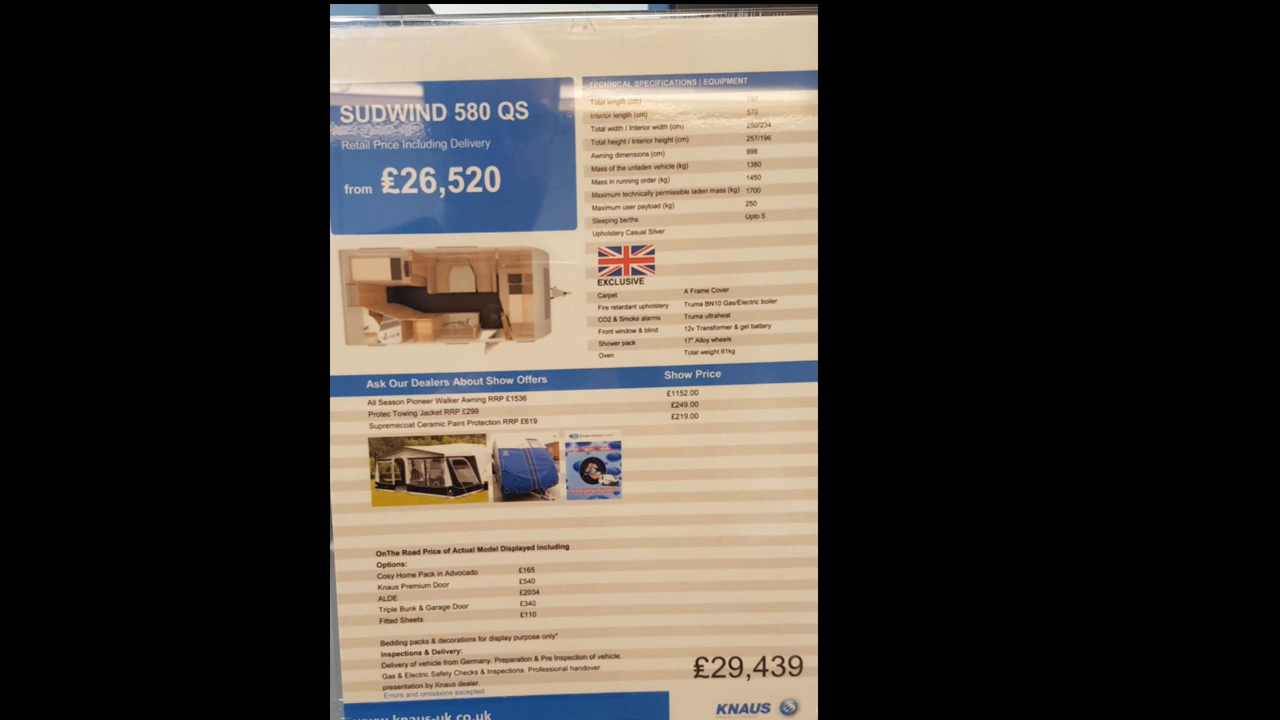 SUDWIND 580 QS
Retail Price Including Delivery
from £26,520
TECHNICAL SPECIFICATIONS | EQUIPMENT
Total length (cm) 787
Interior length (cm) 570
Total width / Interior width (cm) 250/234
Total height / Interior height (cm) 257/196
Awning dimensions (cm) 998
Mass of the unladen vehicle (kg) 1380
Mass in running order (kg) 1450
Maximum technically permissible laden mass (kg) 1700
Maximum user payload (kg) 250
Sleeping berths Upto 5
Upholstery Casual Silver
EXCLUSIVE
Carpet A Frame Cover
Fire retardant upholstery Truma BN10 Gas/Electric boiler
CO2 & Smoke alarms Truma ultraheat
Front window & blind 12v Transformer & gel battery
Shower pack 17" Alloy wheels
Oven Total weight 61kg
Ask Our Dealers About Show Offers Show Price
All Season Pioneer Walker Awning RRP £1536 £1152.00
Protec Towing Jacket RRP £299 £249.00
Supremecoat Ceramic Paint Protection RRP £619 £219.00
OnThe Road Price of Actual Model Displayed including
Options:
Cosy Home Pack in Advocado £165
Knaus Premium Door £540
ALDE £2034
Triple Bunk & Garage Door £340
Fitted Sheets £110
Bedding packs & decorations for display purpose only*
Inspections & Delivery:
Delivery of vehicle from Germany. Preparation & Pre Inspection of vehicle.
Gas & Electric Safety Checks & Inspections. Professional handover
presentation by Knaus dealer.
Errors and omissions excepted
£29,439
www.knaus-uk.co.uk
KNAUS